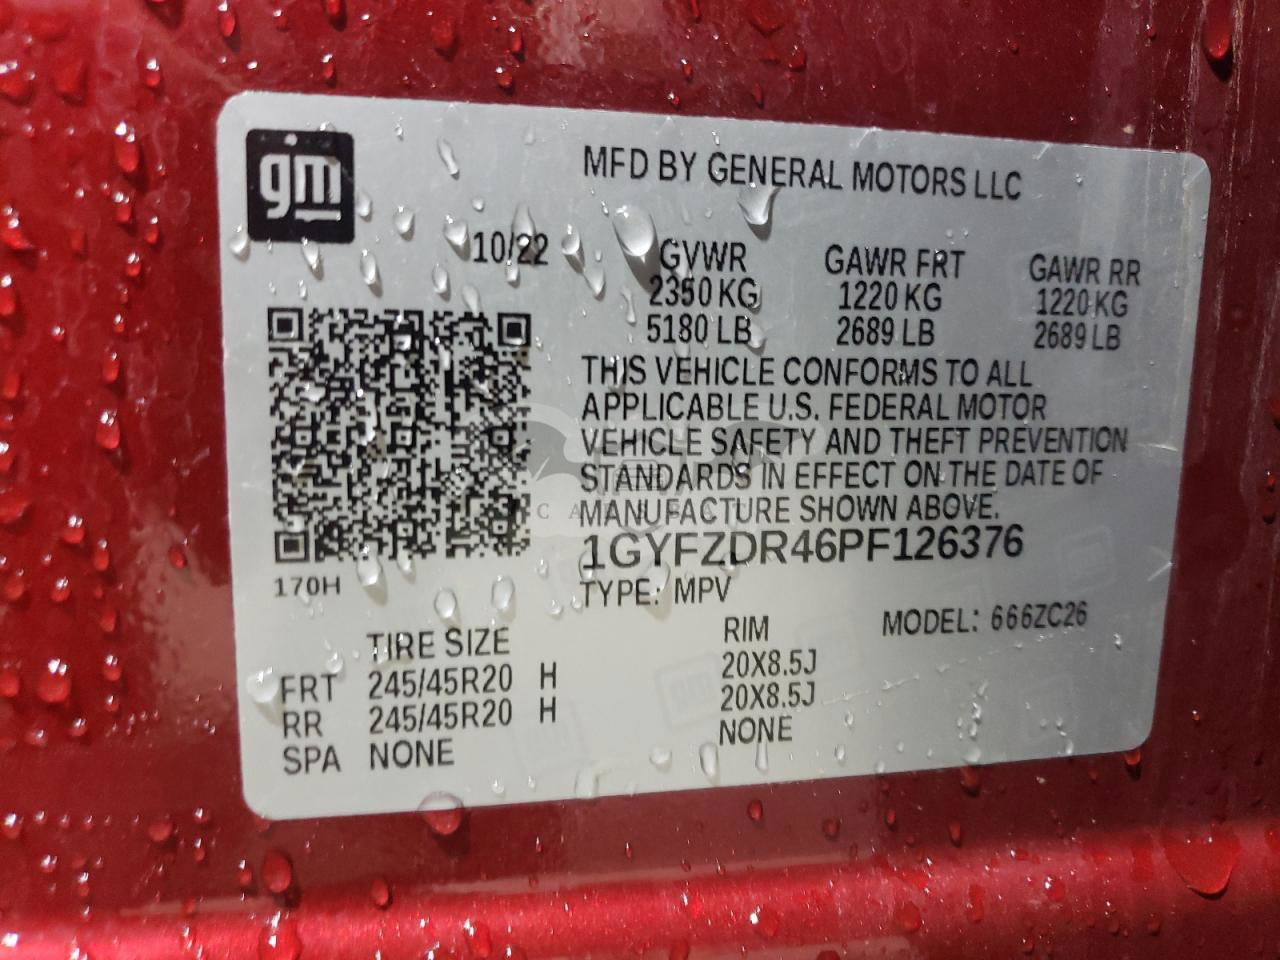 gm
MFD BY GENERAL MOTORS LLC
10/22
GVWR GAWR FRT GAWR RR
2350 KG 1220 KG 1220 KG
5180 LB 2689 LB 2689 LB
THIS VEHICLE CONFORMS TO ALL
APPLICABLE U.S. FEDERAL MOTOR
VEHICLE SAFETY AND THEFT PREVENTION
STANDARDS IN EFFECT ON THE DATE OF
MANUFACTURE SHOWN ABOVE.
1GYFZDR46PF126376
170H
TYPE: MPV
MODEL: 666ZC26
TIRE SIZE RIM
FRT 245/45R20 H 20X8.5J
RR 245/45R20 H 20X8.5J
SPA NONE NONE